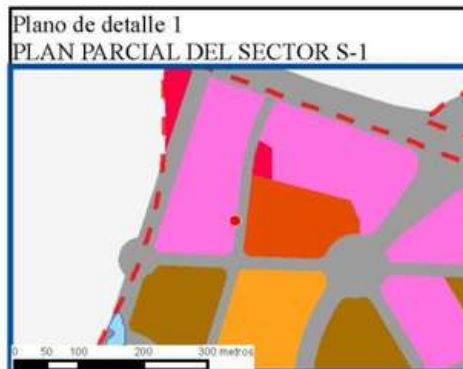 Plano de detalle 1
PLAN PARCIAL DEL SECTOR S-1
0 50 100 200 300 metros